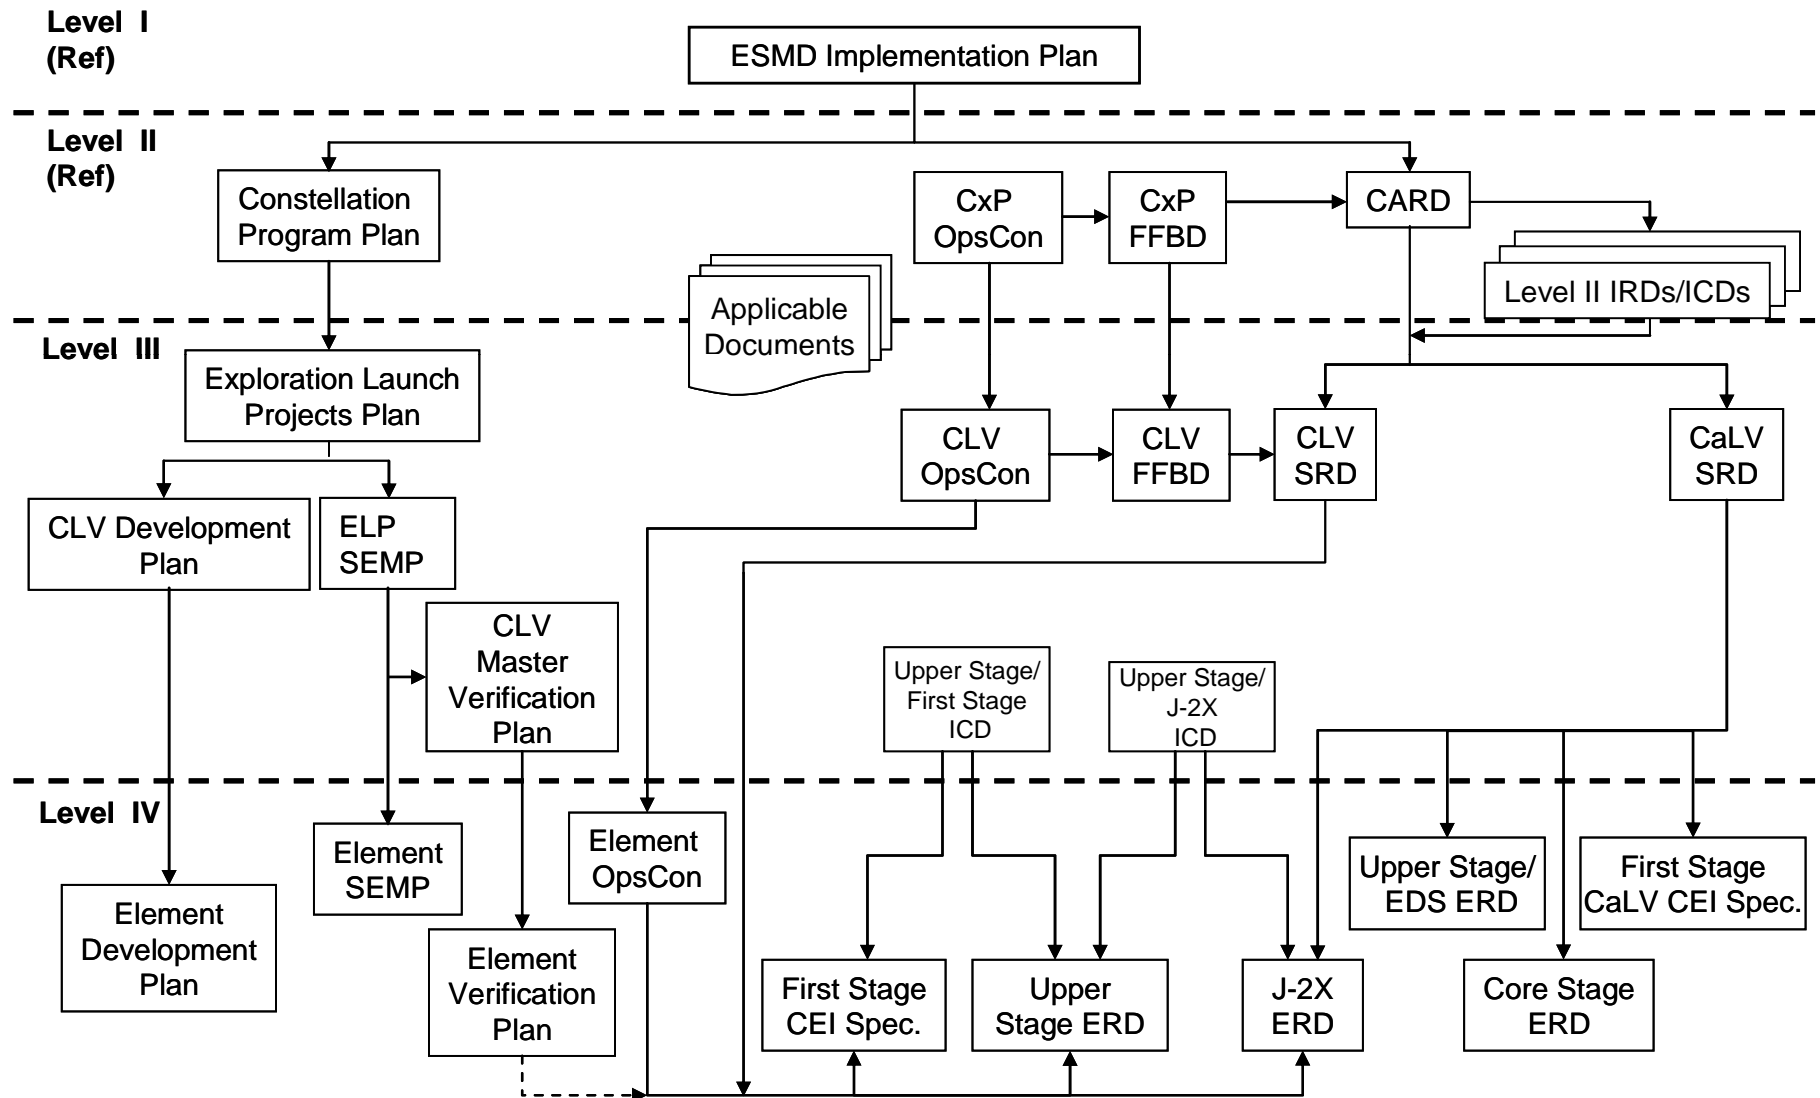 Level I
(Ref)
ESMD Implementation Plan
Level II
(Ref)
Constellation
Program Plan
CxP
OpsCon
CxP
FFBD
CARD
Level II IRDs/ICDs
Applicable
Documents
Level III
Exploration Launch
Projects Plan
CLV
OpsCon
CLV
FFBD
CLV
SRD
CaLV
SRD
CLV Development
Plan
ELP
SEMP
CLV
Master
Verification
Plan
Upper Stage/
First Stage
ICD
Upper Stage/
J-2X
ICD
Level IV
Element
Development
Plan
Element
SEMP
Element
Verification
Plan
Element
OpsCon
First Stage
CEI Spec.
Upper
Stage ERD
J-2X
ERD
Upper Stage/
EDS ERD
First Stage
CaLV CEI Spec.
Core Stage
ERD